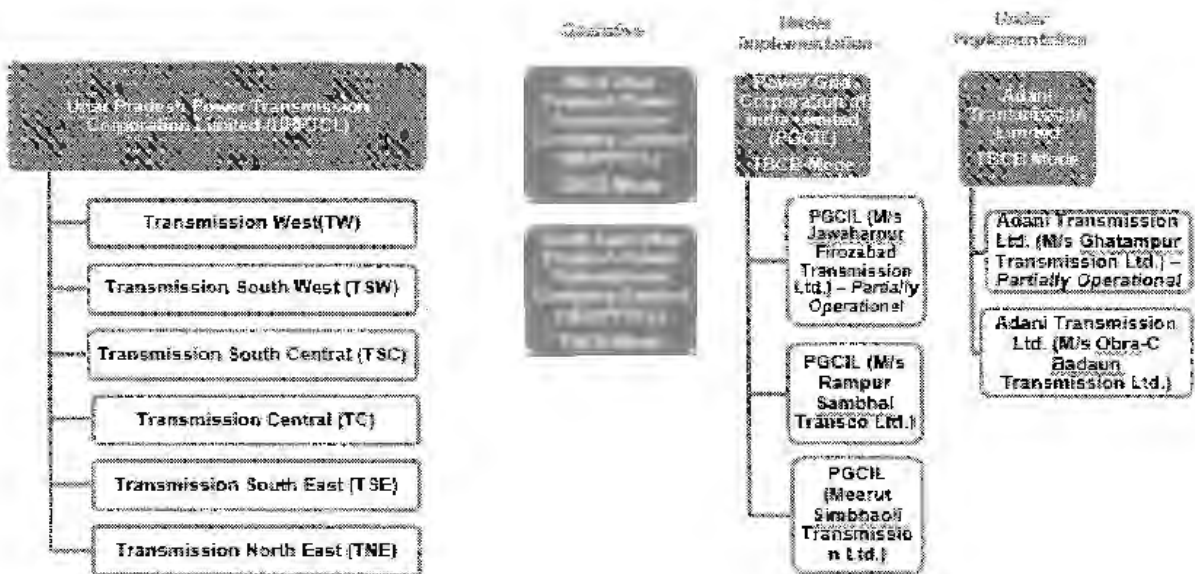 Operative
Under
Implementation
Under
Implementation
Uttar Pradesh Power Transmission
Corporation Limited (UPPTCL)
Transmission West(TW)
Transmission South West (TSW)
Transmission South Central (TSC)
Transmission Central (TC)
Transmission South East (TSE)
Transmission North East (TNE)
Power Grid
Corporation of
India Limited
(PGCIL)
TBCB Mode
PGCIL (M/s
Jawaharpur
Firozabad
Transmission
Ltd.) – Partially
Operational
PGCIL (M/s
Rampur
Sambhal
Transco Ltd.)
PGCIL
(Meerut
Simbhaoli
Transmissio
n Ltd.)
Adani
Transmission
Limited
TBCB Mode
Adani Transmission
Ltd. (M/s Ghatampur
Transmission Ltd.) –
Partially Operational
Adani Transmission
Ltd. (M/s Obra-C
Badaun
Transmission Ltd.)